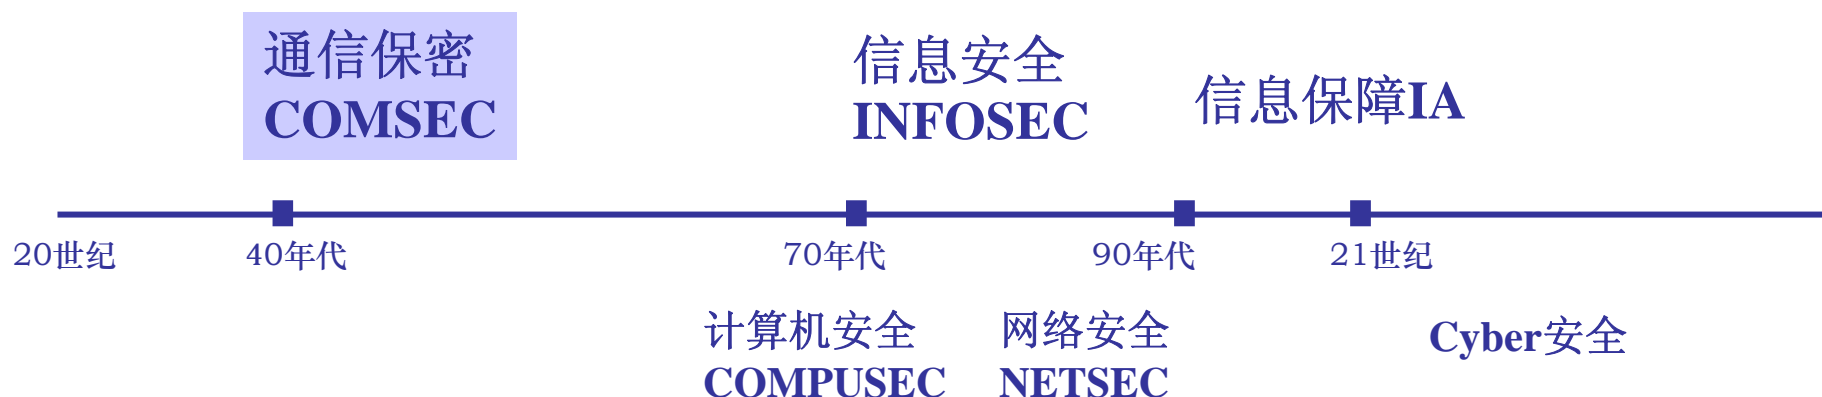 通信保密
COMSEC
信息安全
INFOSEC
信息保障IA
20世纪
40年代
70年代
90年代
21世纪
计算机安全
COMPUSEC
网络安全
NETSEC
Cyber安全